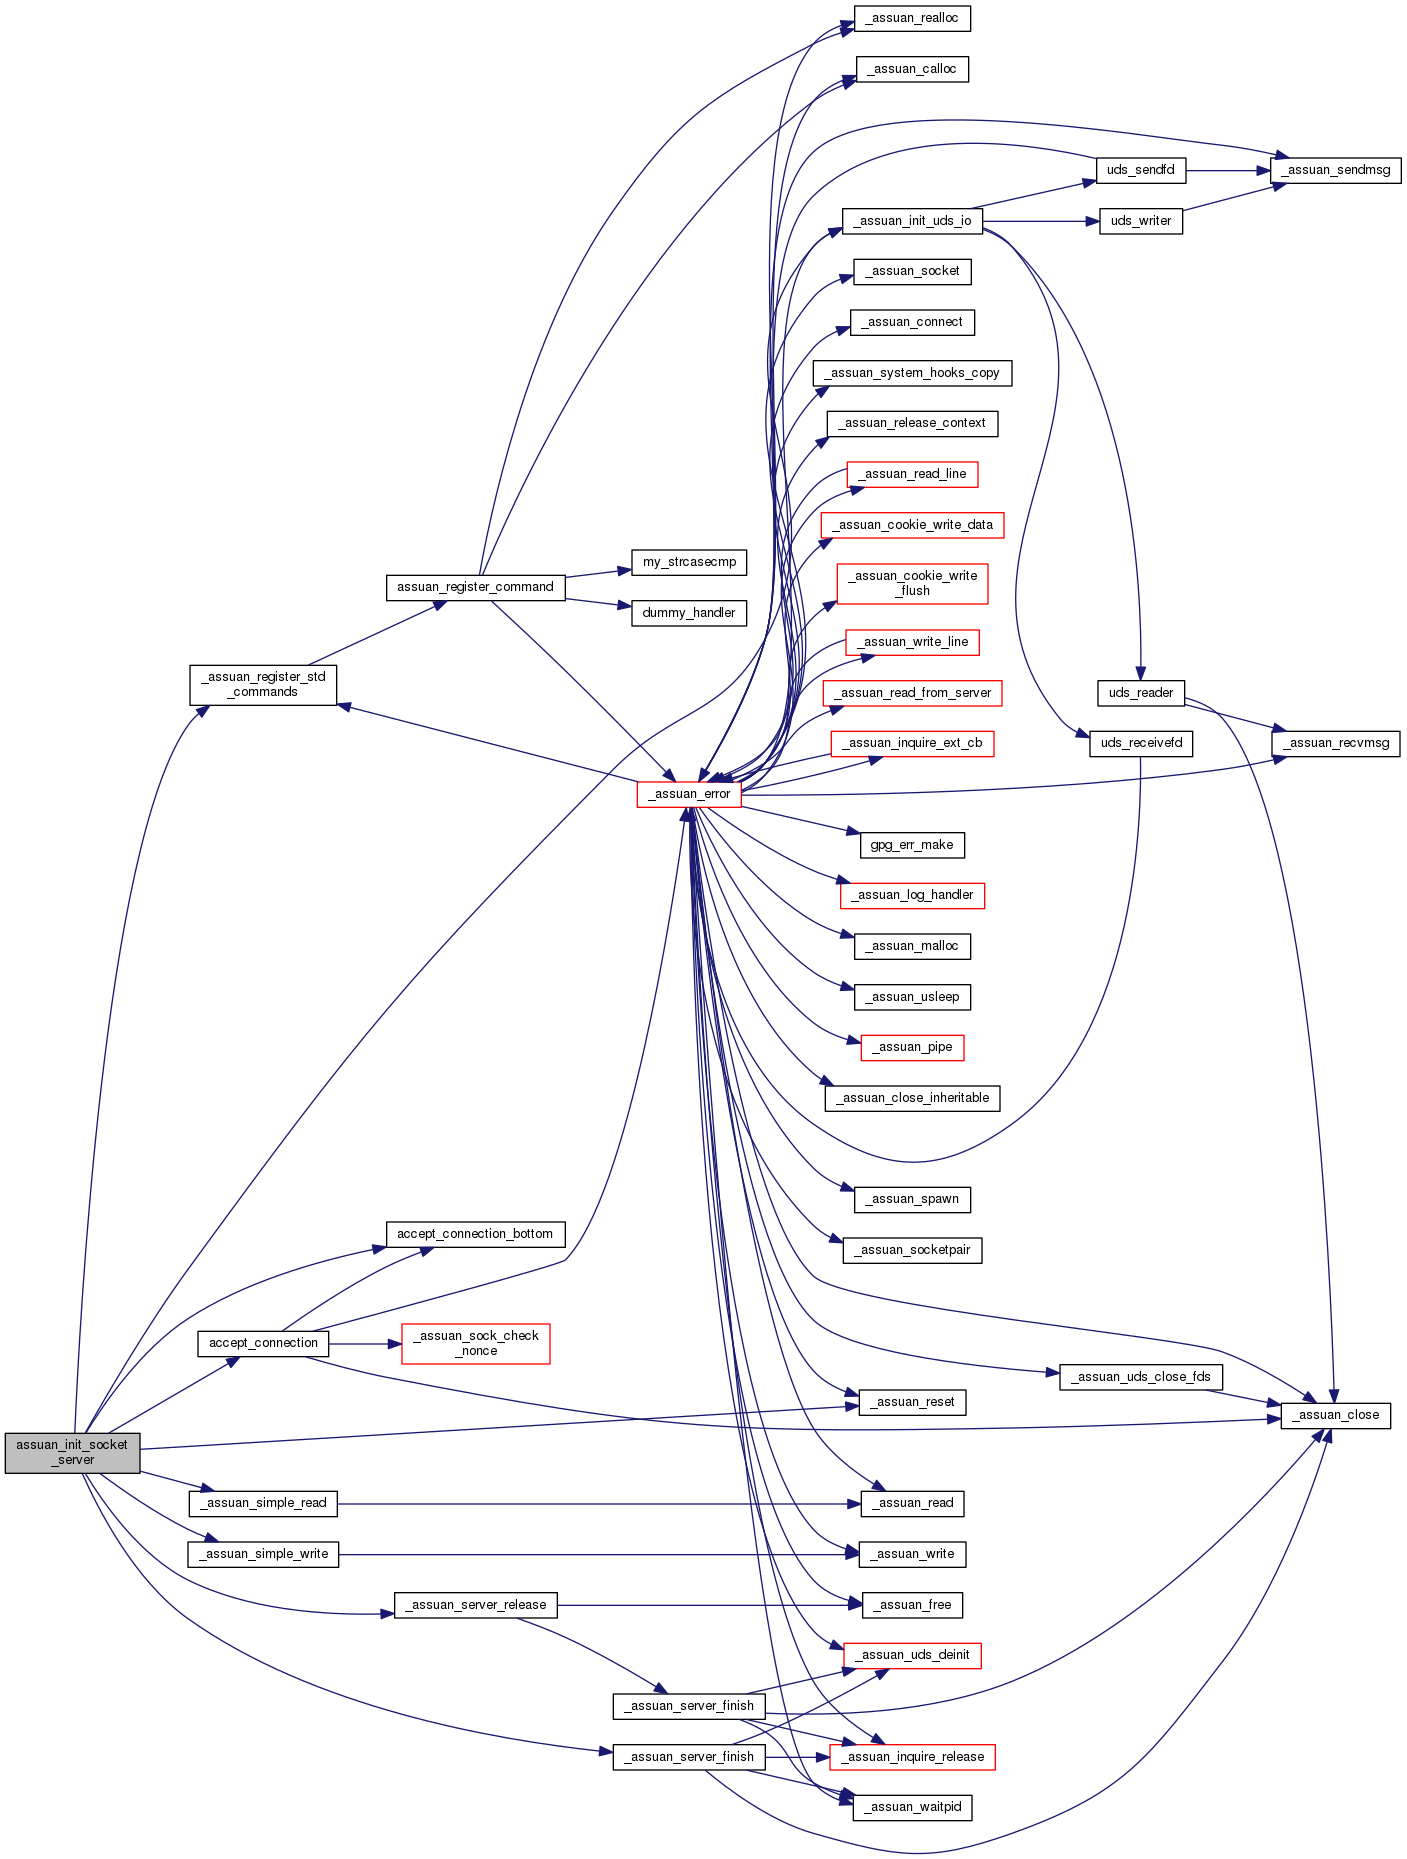 _assuan_realloc
_assuan_calloc
uds_sendfd
_assuan_sendmsg
_assuan_init_uds_io
uds_writer
_assuan_socket
_assuan_connect
_assuan_system_hooks_copy
_assuan_release_context
_assuan_read_line
_assuan_cookie_write_data
my_strcasecmp
_assuan_cookie_write
_flush
assuan_register_command
dummy_handler
_assuan_write_line
_assuan_register_std
_commands
_assuan_read_from_server
uds_reader
_assuan_inquire_ext_cb
uds_receivefd
_assuan_recvmsg
_assuan_error
gpg_err_make
_assuan_log_handler
_assuan_malloc
_assuan_usleep
_assuan_pipe
_assuan_close_inheritable
_assuan_spawn
accept_connection_bottom
_assuan_socketpair
accept_connection
_assuan_sock_check
_nonce
_assuan_uds_close_fds
_assuan_reset
_assuan_close
assuan_init_socket
_server
_assuan_simple_read
_assuan_read
_assuan_simple_write
_assuan_write
_assuan_server_release
_assuan_free
_assuan_uds_deinit
_assuan_server_finish
_assuan_server_finish
_assuan_inquire_release
_assuan_waitpid